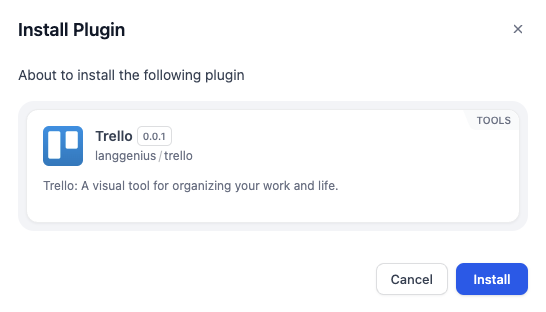 Install Plugin
About to install the following plugin
TOOLS
Trello 0.0.1
langgenius / trello
Trello: A visual tool for organizing your work and life.
Cancel Install